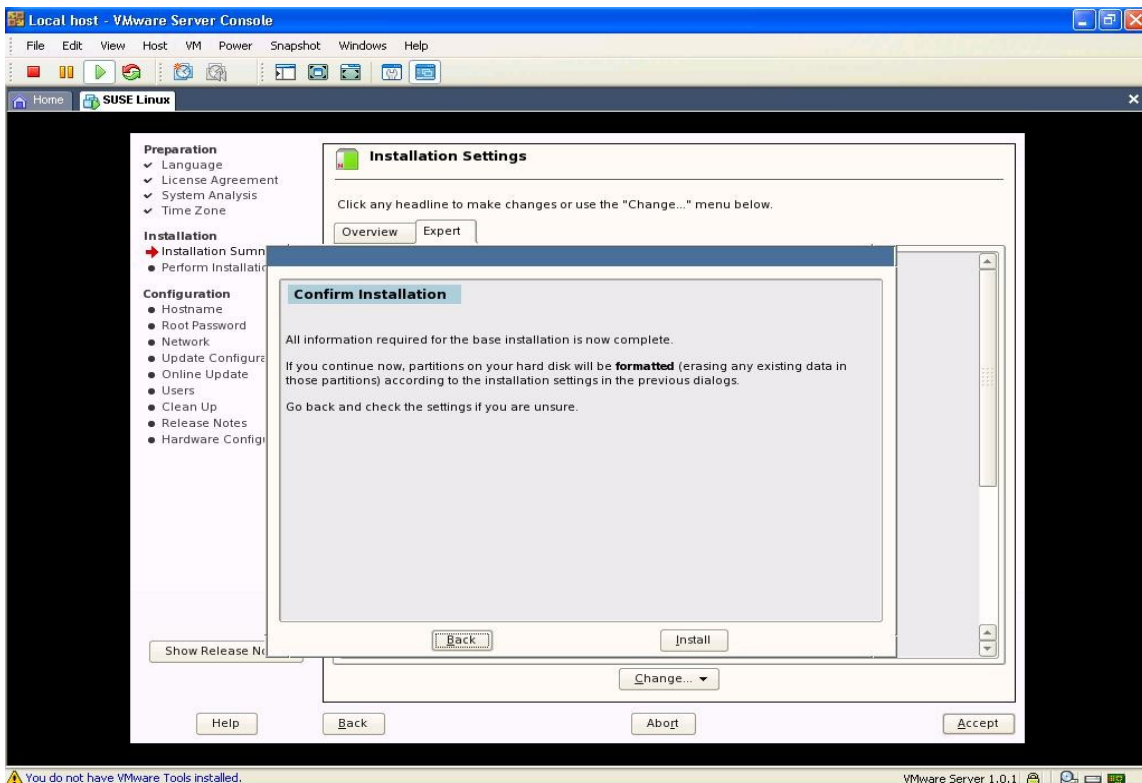 Local host - VMware Server Console
File Edit View Host VM Power Snapshot Windows Help
Home SUSE Linux
Preparation
Language
License Agreement
System Analysis
Time Zone
Installation
Installation Summ
Perform Installatio
Configuration
Hostname
Root Password
Network
Update Configura
Online Update
Users
Clean Up
Release Notes
Hardware Configu
Show Release No
Installation Settings
Click any headline to make changes or use the "Change..." menu below.
Overview Expert
Confirm Installation
All information required for the base installation is now complete.
If you continue now, partitions on your hard disk will be formatted (erasing any existing data in
those partitions) according to the installation settings in the previous dialogs.
Go back and check the settings if you are unsure.
Back Install
Change...
Help Back Abort Accept
You do not have VMware Tools installed. VMware Server 1.0.1